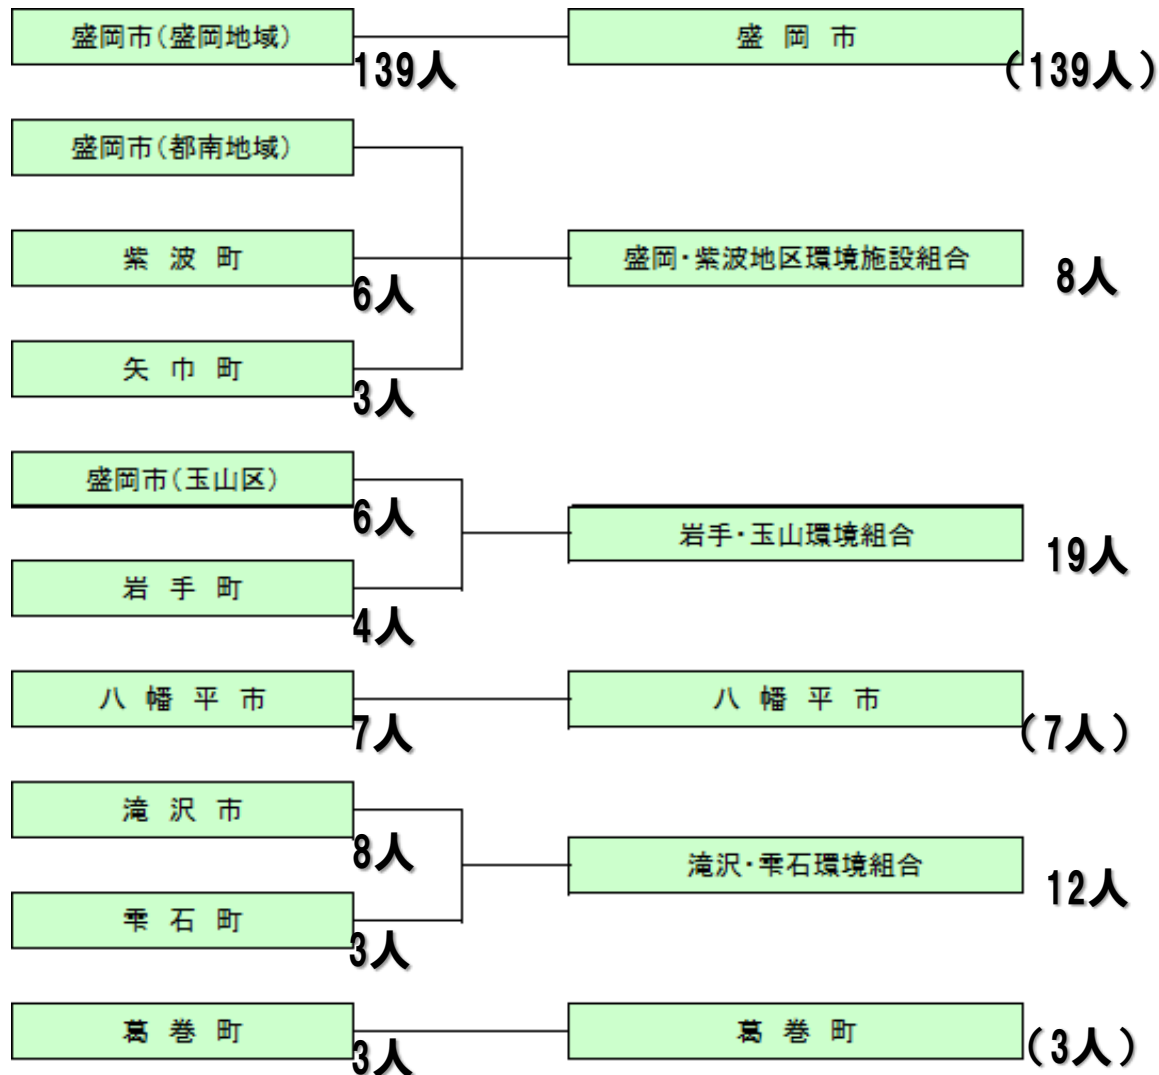 盛岡市(盛岡地域)
139人
盛 岡 市
(139人)
盛岡市(都南地域)
紫 波 町
6人
盛岡・紫波地区環境施設組合
8人
矢 巾 町
3人
盛岡市(玉山区)
6人
岩手・玉山環境組合
19人
岩 手 町
4人
八 幡 平 市
7人
八 幡 平 市
(7人)
滝 沢 市
8人
滝沢・雫石環境組合
12人
雫 石 町
3人
葛 巻 町
3人
葛 巻 町
(3人)